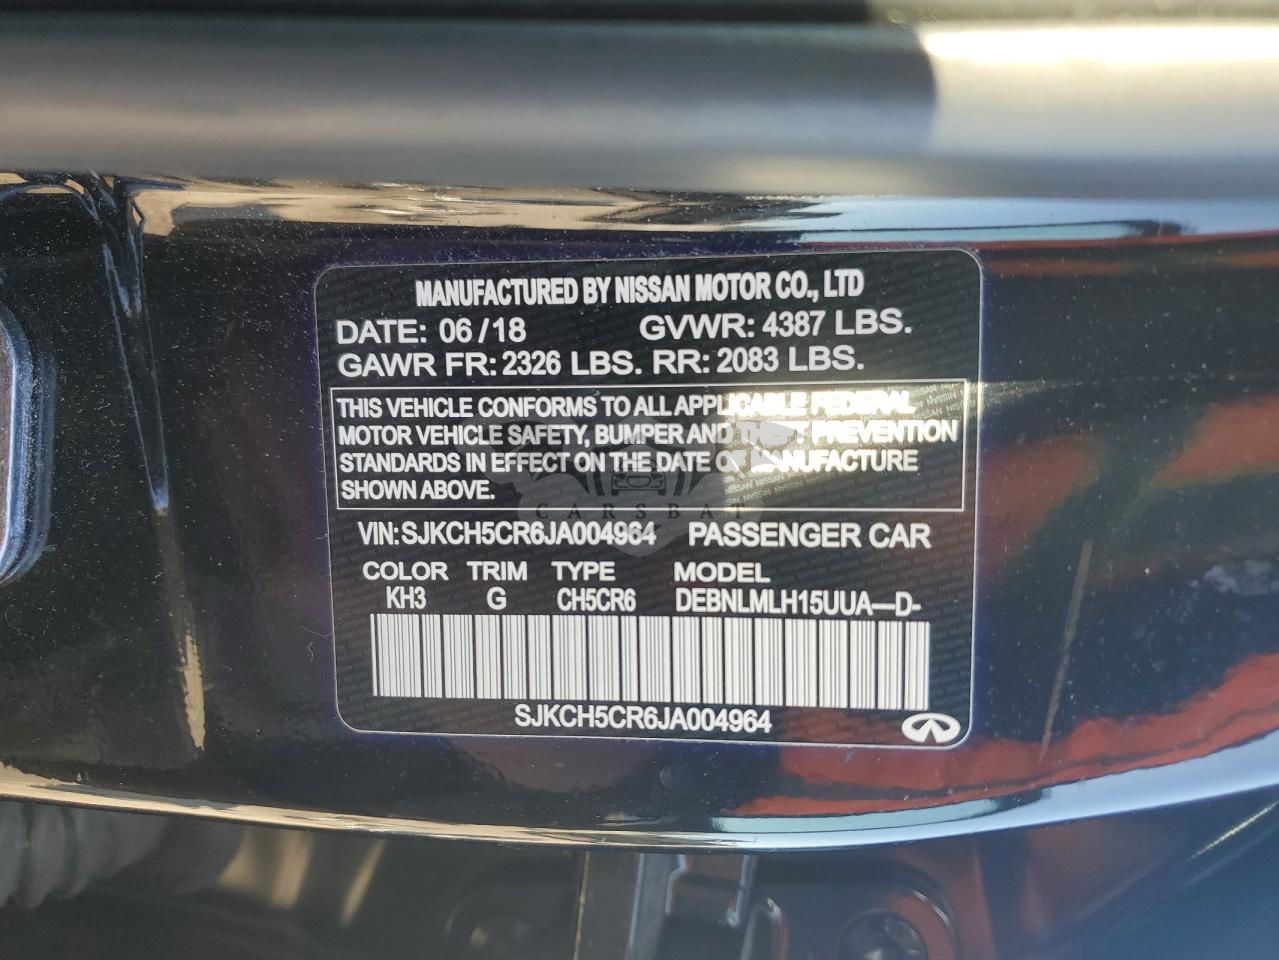 MANUFACTURED BY NISSAN MOTOR CO., LTD
DATE: 06/18 GVWR: 4387 LBS.
GAWR FR: 2326 LBS. RR: 2083 LBS.
THIS VEHICLE CONFORMS TO ALL APPLICABLE FEDERAL
MOTOR VEHICLE SAFETY, BUMPER AND THEFT PREVENTION
STANDARDS IN EFFECT ON THE DATE OF MANUFACTURE
SHOWN ABOVE.
CARSBAT
VIN: SJKCH5CR6JA004964 PASSENGER CAR
COLOR TRIM TYPE MODEL
KH3 G CH5CR6 DEBNLMLH15UUA—D-
SJKCH5CR6JA004964